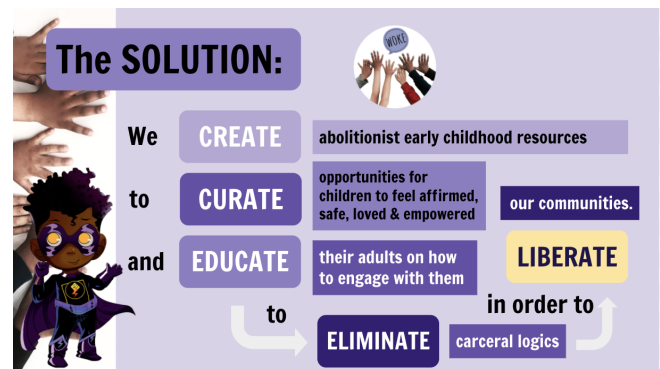 The SOLUTION:
WOKE
We CREATE abolitionist early childhood resources
to CURATE opportunities for
children to feel affirmed,
safe, loved & empowered
and EDUCATE their adults on how
to engage with them
to ELIMINATE carceral logics
in order to
LIBERATE
our communities.